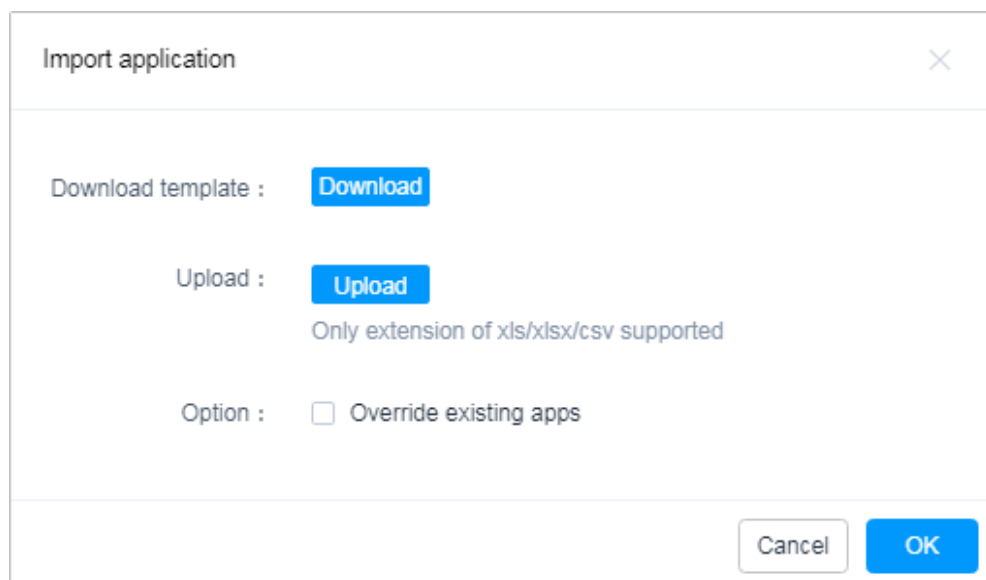 Import application
Download template : Download
Upload : Upload
Only extension of xls/xlsx/csv supported
Option : Override existing apps
Cancel OK